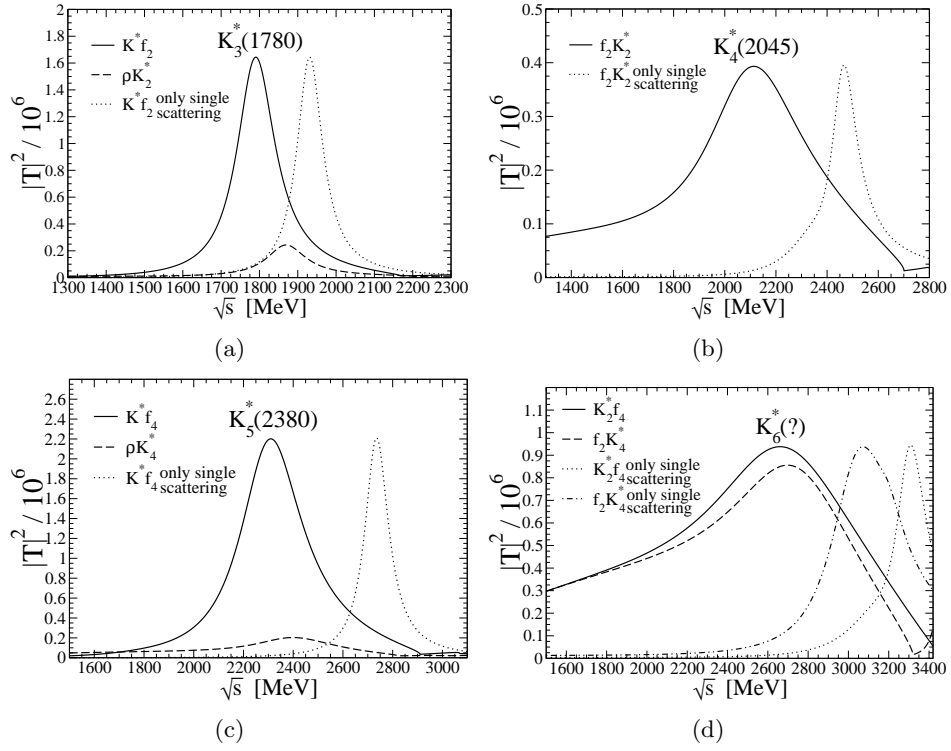 K*f₂
ρK₂*
K*f₂ only single scattering
K₃*(1780)
|T|² / 10⁶
2
1.8
1.6
1.4
1.2
1
0.8
0.6
0.4
0.2
0
1300 1400 1500 1600 1700 1800 1900 2000 2100 2200 2300
√s [MeV]
(a)
f₂K₂*
f₂K₂* only single scattering
K₄*(2045)
|T|² / 10⁶
0.5
0.4
0.3
0.2
0.1
0
1400 1600 1800 2000 2200 2400 2600 2800
√s [MeV]
(b)
K*f₄
ρK₄*
K*f₄ only single scattering
K₅*(2380)
|T|² / 10⁶
2.6
2.4
2.2
2
1.8
1.6
1.4
1.2
1
0.8
0.6
0.4
0.2
0
1600 1800 2000 2200 2400 2600 2800 3000
√s [MeV]
(c)
K₂*f₄
f₂K₄*
K₂*f₄ only single scattering
f₂K₄* only single scattering
K₆*(?)
|T|² / 10⁶
1.1
1
0.9
0.8
0.7
0.6
0.5
0.4
0.3
0.2
0.1
0
1600 1800 2000 2200 2400 2600 2800 3000 3200 3400
√s [MeV]
(d)